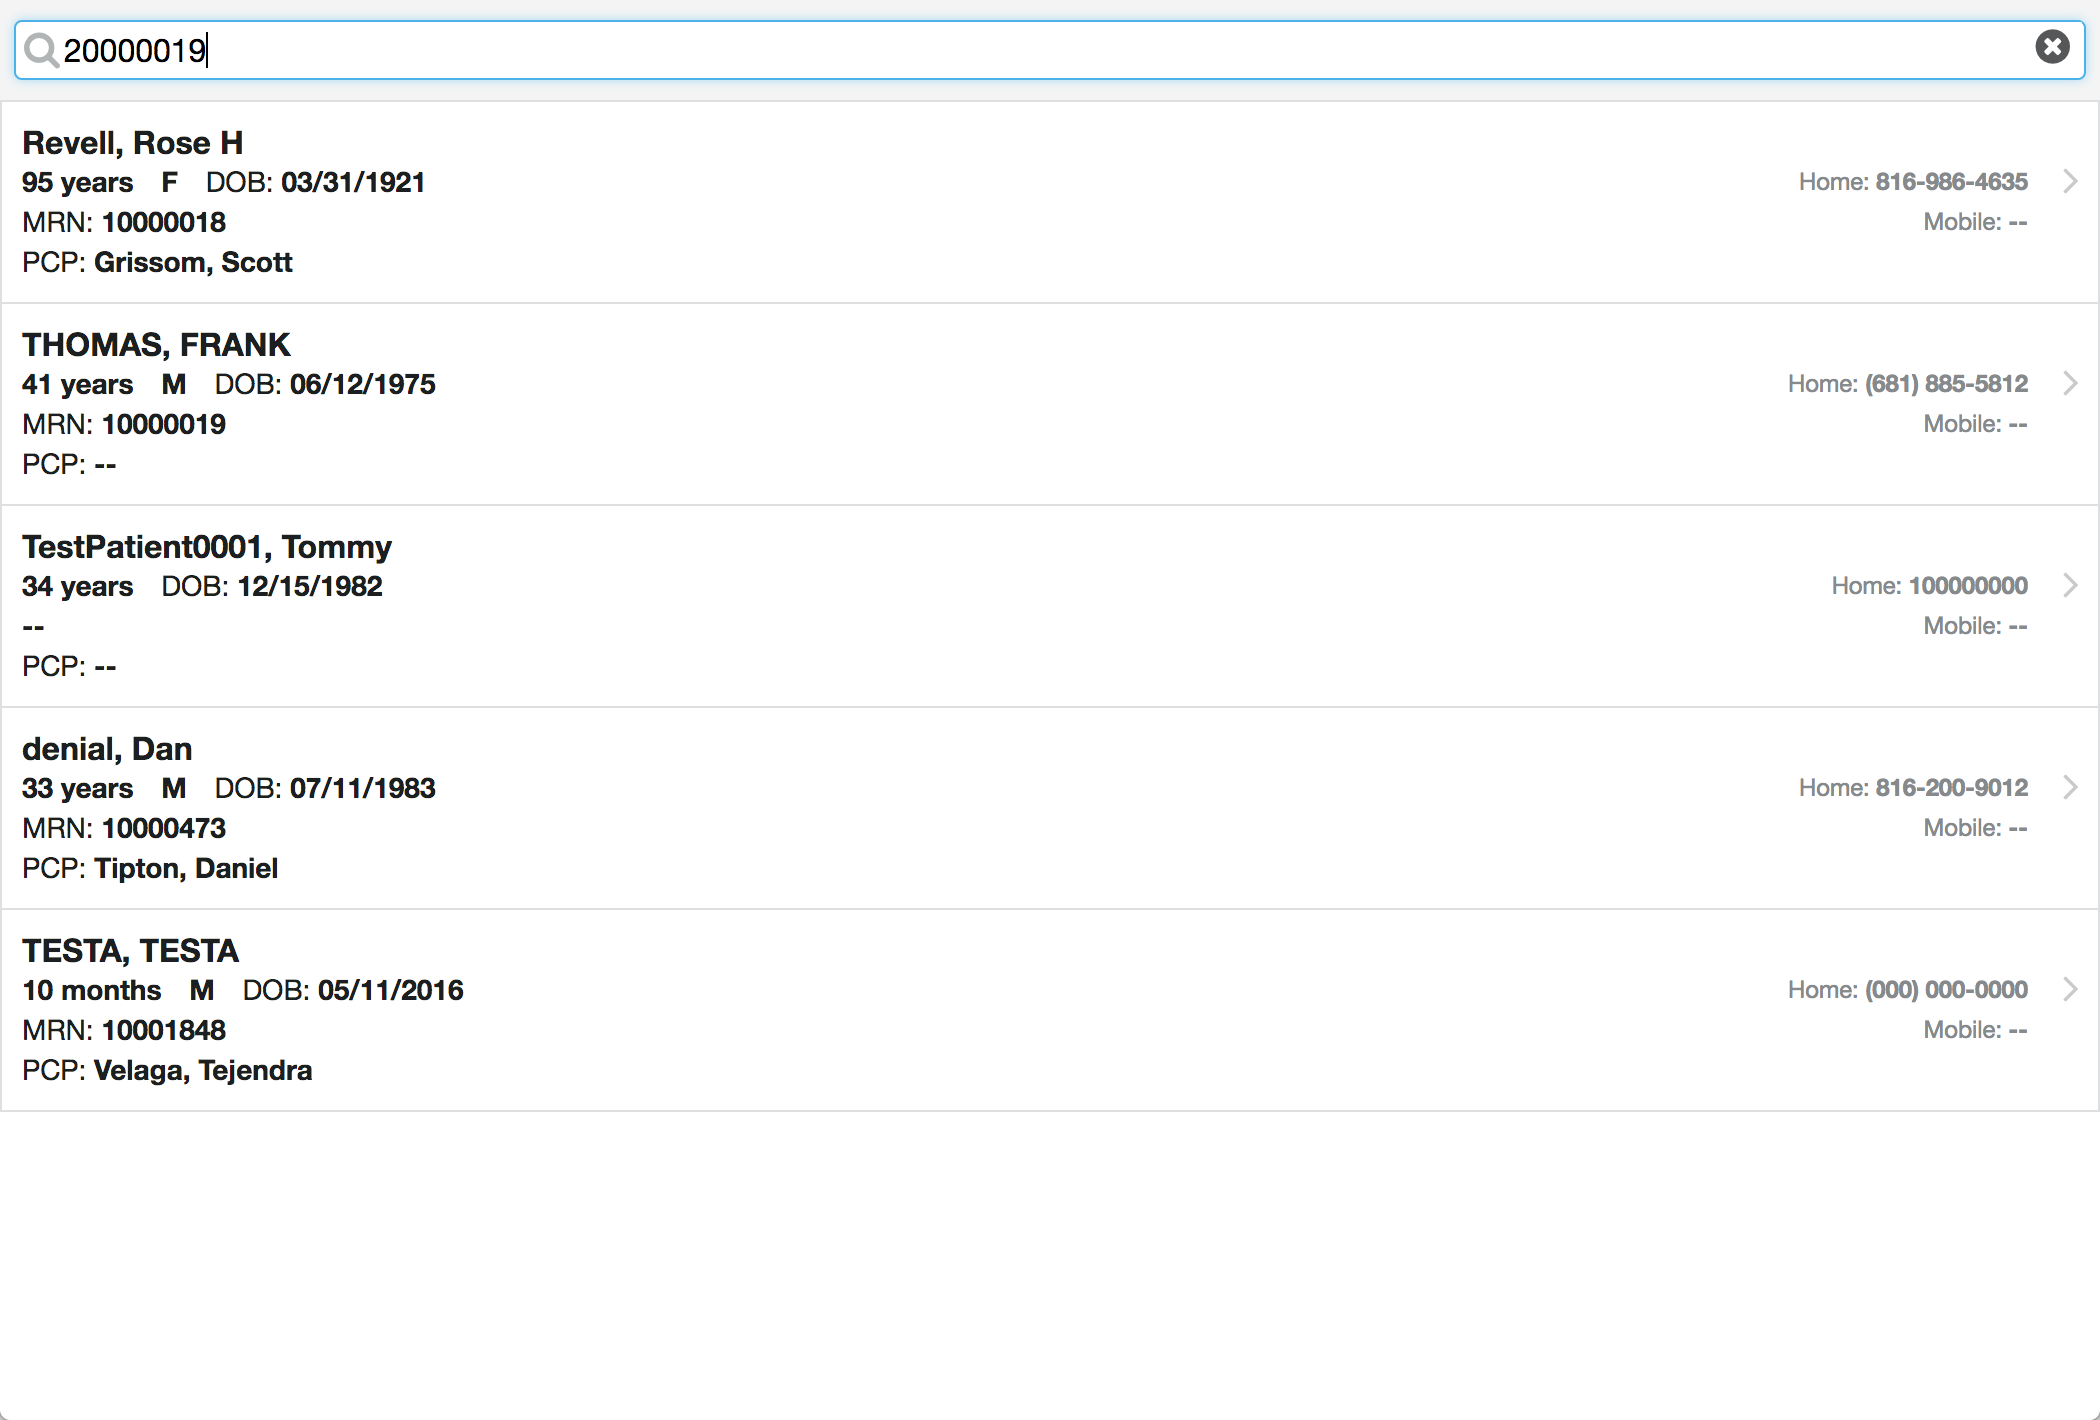 20000019
Revell, Rose H
95 years F DOB: 03/31/1921
Home: 816-986-4635
MRN: 10000018
Mobile: --
PCP: Grissom, Scott
THOMAS, FRANK
41 years M DOB: 06/12/1975
Home: (681) 885-5812
MRN: 10000019
Mobile: --
PCP: --
TestPatient0001, Tommy
34 years DOB: 12/15/1982
Home: 100000000
--
Mobile: --
PCP: --
denial, Dan
33 years M DOB: 07/11/1983
Home: 816-200-9012
MRN: 10000473
Mobile: --
PCP: Tipton, Daniel
TESTA, TESTA
10 months M DOB: 05/11/2016
Home: (000) 000-0000
MRN: 10001848
Mobile: --
PCP: Velaga, Tejendra